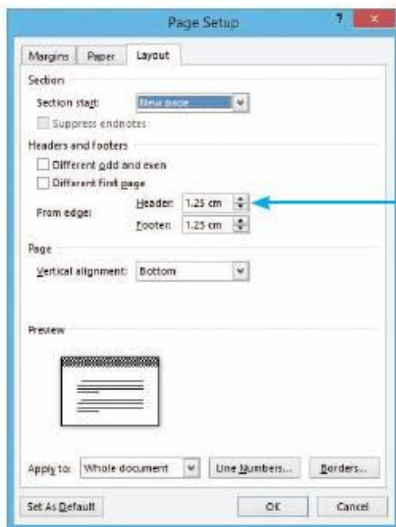 Page Setup
?
Margins Paper Layout
Section
Section start: New page
Suppress endnotes
Headers and footers
Different odd and even
Different first page
From edge:
Header: 1.25 cm
Footer: 1.25 cm
Page
Vertical alignment: Bottom
Preview
Apply to: Whole document Line Numbers... Borders...
Set As Default OK Cancel